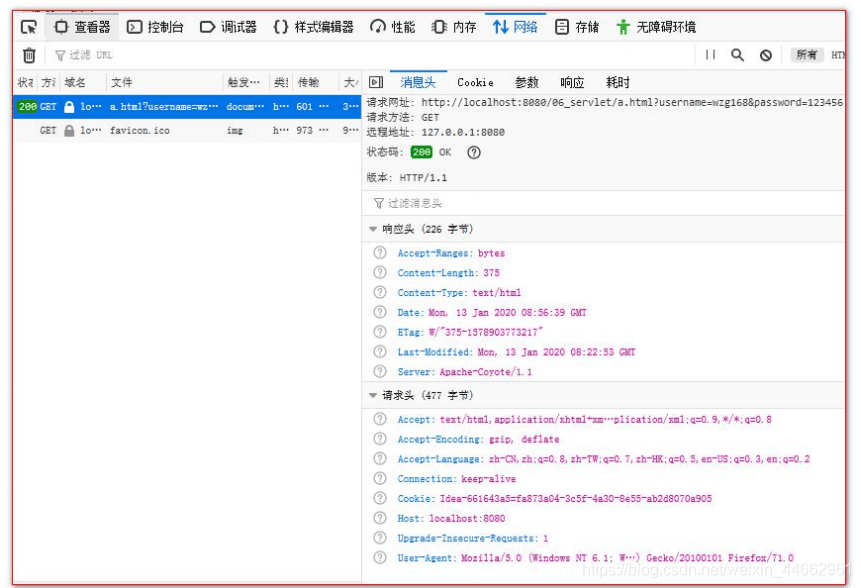 查看器 控制台 调试器 样式编辑器 性能 内存 网络 存储 无障碍环境
过滤 URL 所有 HTM
状态 方法 域名 文件 触发… 类型 传输 大小
200 GET lo… a.html?username=wz… docum… h… 601 … 3…
GET lo… favicon.ico img h… 973 … 9…
消息头 Cookie 参数 响应 耗时
请求网址: http://localhost:8080/06_servlet/a.html?username=wzg168&password=123456
请求方法: GET
远程地址: 127.0.0.1:8080
状态码: 200 OK
版本: HTTP/1.1
过滤消息头
响应头 (226 字节)
Accept-Ranges: bytes
Content-Length: 375
Content-Type: text/html
Date: Mon, 13 Jan 2020 08:56:39 GMT
ETag: W/"375-1578903773217"
Last-Modified: Mon, 13 Jan 2020 08:22:53 GMT
Server: Apache-Coyote/1.1
请求头 (477 字节)
Accept: text/html,application/xhtml+xm…plication/xml;q=0.9,*/*;q=0.8
Accept-Encoding: gzip, deflate
Accept-Language: zh-CN,zh;q=0.8,zh-TW;q=0.7,zh-HK;q=0.5,en-US;q=0.3,en;q=0.2
Connection: keep-alive
Cookie: Idea-661643a5=fa873a04-3c5f-4a30-8e55-ab2d8070a905
Host: localhost:8080
Upgrade-Insecure-Requests: 1
User-Agent: Mozilla/5.0 (Windows NT 6.1; W…) Gecko/20100101 Firefox/71.0
https://blog.csdn.net/weixin_44662961